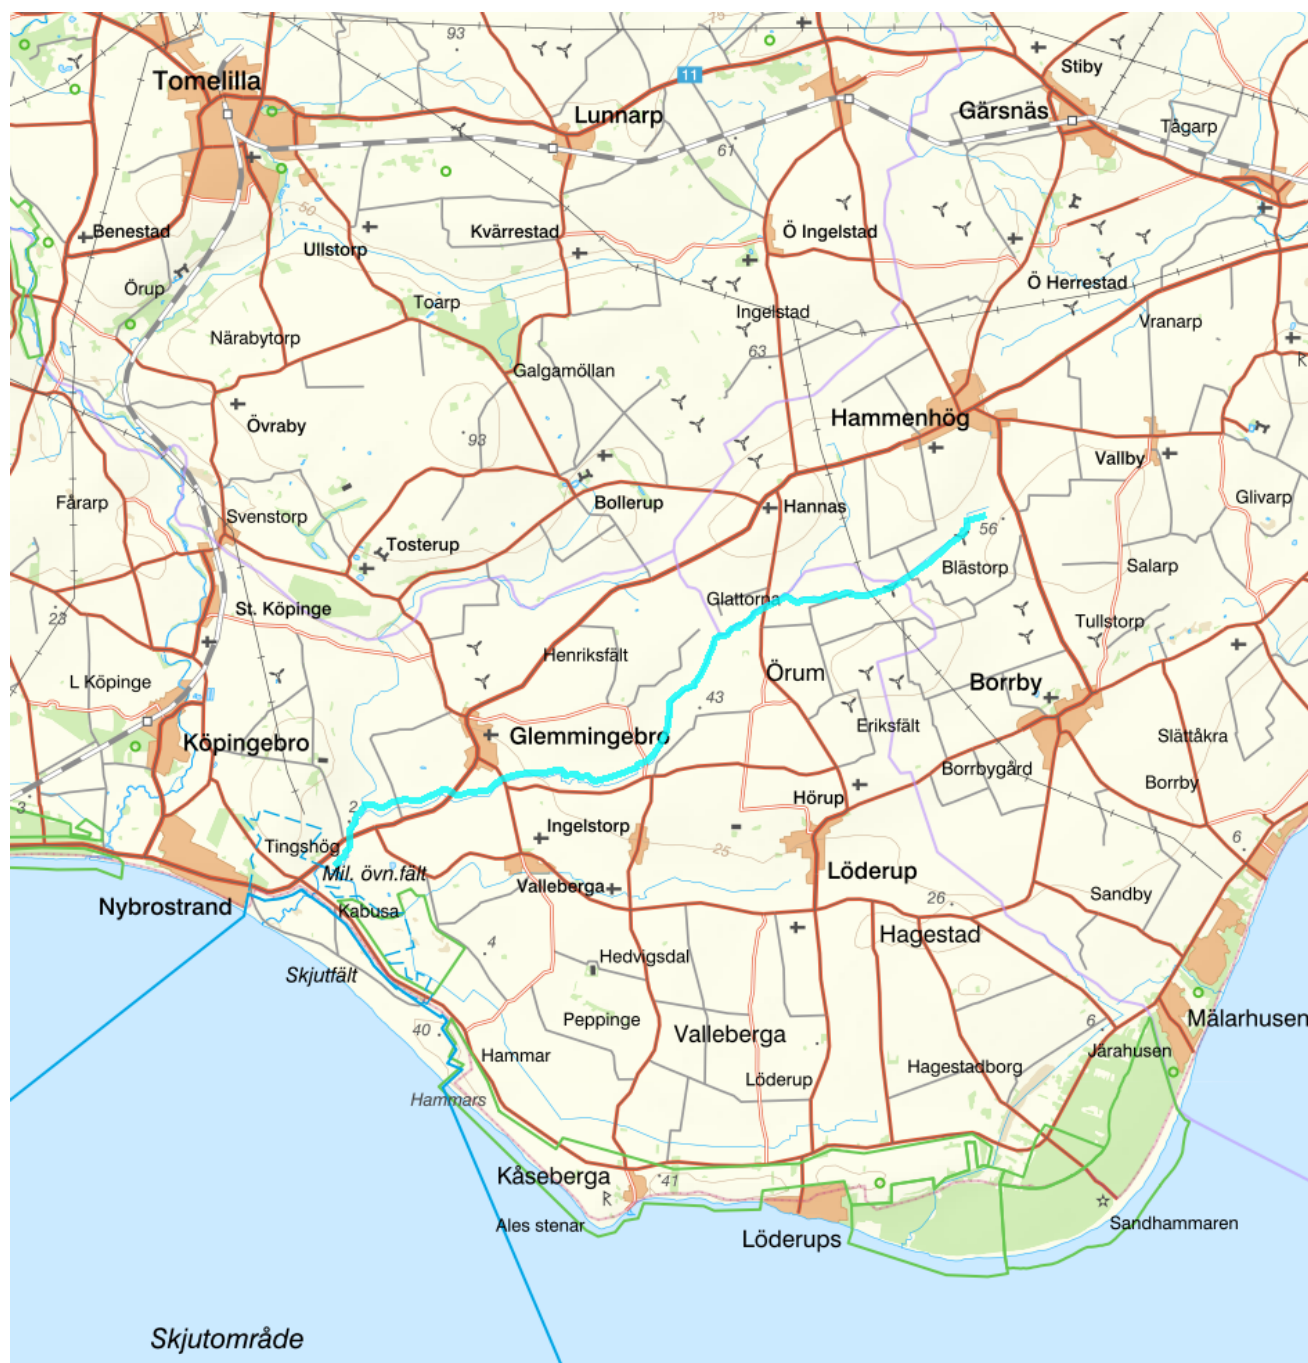 93
75
11
Stiby
Tomelilla
Lunnarp
Gärsnäs
Tågarp
61
50
Benestad
Ullstorp
Kvärrestad
Ö Ingelstad
Örup
Toarp
Ö Herrestad
Ingelstad
Vranarp
Närabytorp
63
Galgamöllan
Hammenhög
Övraby
93
Vallby
Fårarp
Bollerup
Hannas
Glivarp
Svenstorp
56
Tosterup
Blästorp
Salarp
23
St. Köpinge
Glattorna
Tullstorp
Henriksfält
L Köpinge
Örum
Borrby
43
Köpingebro
Glemmingebro
Eriksfält
Slättåkra
Borrbygård
Borrby
3
2
Hörup
Ingelstorp
Tingshög
25
6
Mil. övn.fält
Löderup
Valleberga
Sandby
Nybrostrand
Kabusa
26
Hagestad
4
Hedvigsdal
Skjutfält
Peppinge
Valleberga
Mälarhusen
40
6
Hammar
Järahusen
Löderup
Hagestadborg
Hammars
Kåseberga
41
Ales stenar
Sandhammaren
Löderups
Skjutområde